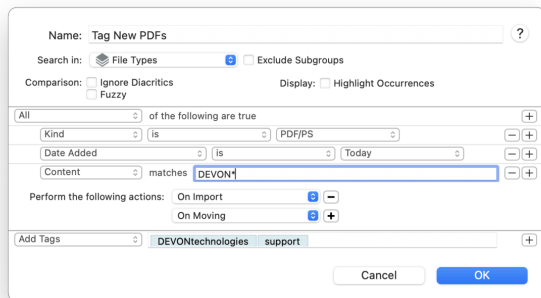 Name: Tag New PDFs ?
Search in: File Types Exclude Subgroups
Comparison: Ignore Diacritics Display: Highlight Occurrences
Fuzzy
All of the following are true +
Kind is PDF/PS − +
Date Added is Today − +
Content matches DEVON* − +
Perform the following actions: On Import −
On Moving +
Add Tags DEVONtechnologies support +
Cancel OK